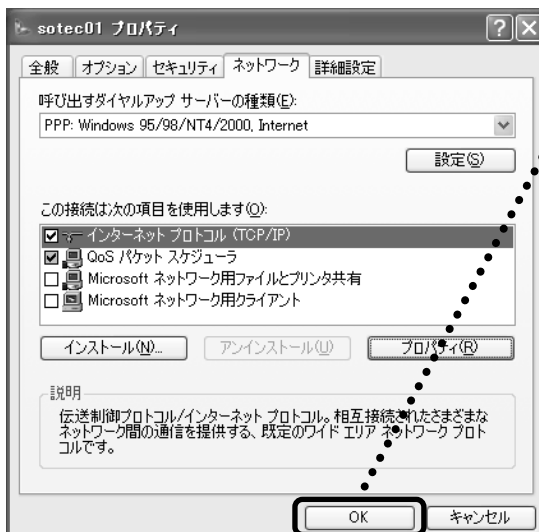 sotec01 プロパティ
全般 オプション セキュリティ ネットワーク 詳細設定
呼び出すダイヤルアップ サーバーの種類(E):
PPP: Windows 95/98/NT4/2000, Internet
設定(S)
この接続は次の項目を使用します(O):
インターネット プロトコル (TCP/IP)
QoS パケット スケジューラ
Microsoft ネットワーク用ファイルとプリンタ共有
Microsoft ネットワーク用クライアント
インストール(N)... アンインストール(U) プロパティ(R)
説明
伝送制御プロトコル/インターネット プロトコル。相互接続されたさまざまな
ネットワーク間の通信を提供する、既定のワイド エリア ネットワーク プロト
コルです。
OK キャンセル